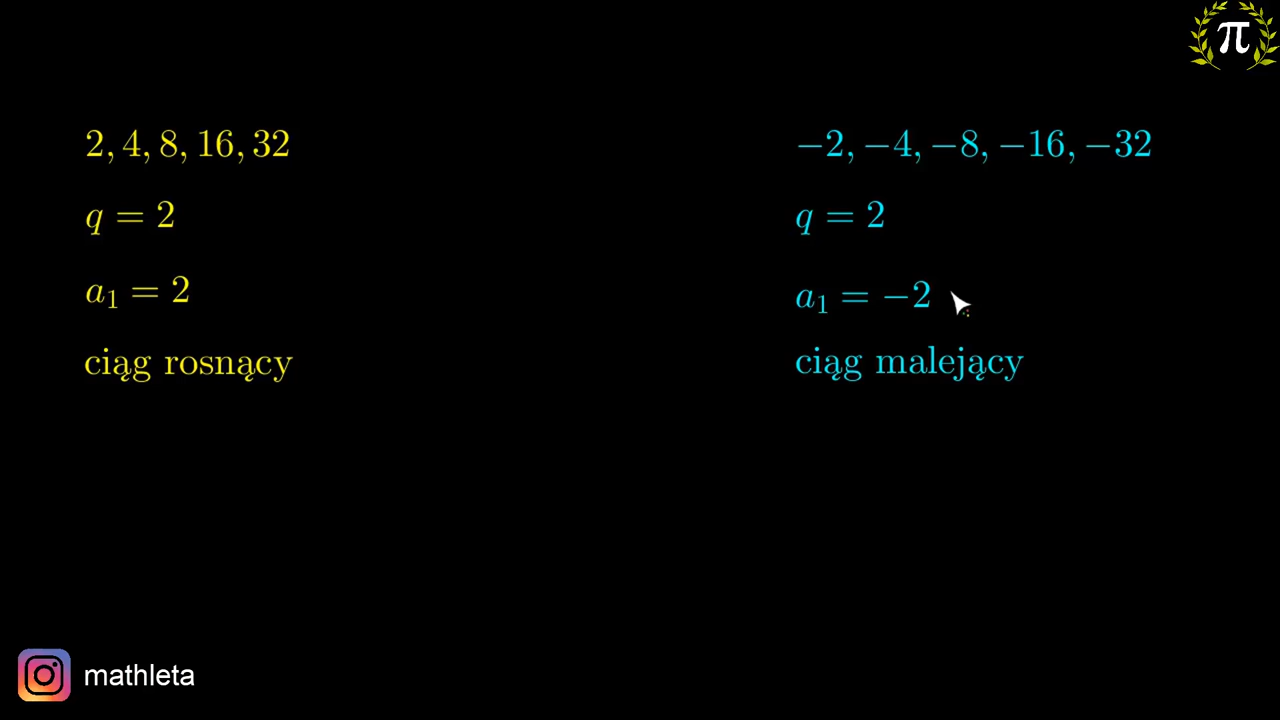 π
2, 4, 8, 16, 32
q = 2
a₁ = 2
ciąg rosnący
−2, −4, −8, −16, −32
q = 2
a₁ = −2
ciąg malejący
mathleta